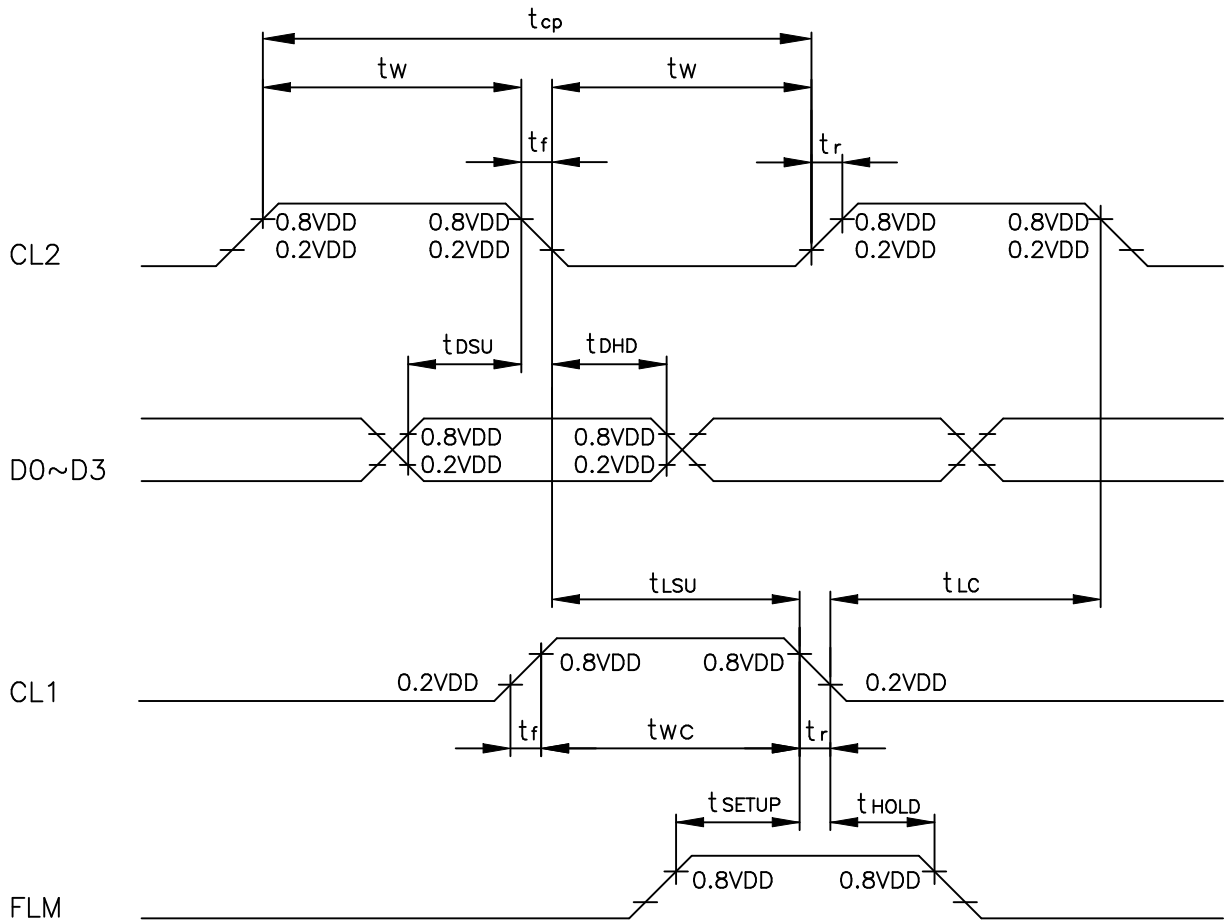 tcp
tw tw
tf tr
0.8VDD 0.8VDD 0.8VDD 0.8VDD
CL2 0.2VDD 0.2VDD 0.2VDD 0.2VDD
tDSU tDHD
0.8VDD 0.8VDD
D0~D3 0.2VDD 0.2VDD
tLSU tLC
0.8VDD 0.8VDD
CL1 0.2VDD 0.2VDD
tf twc tr
tSETUP tHOLD
0.8VDD 0.8VDD
FLM